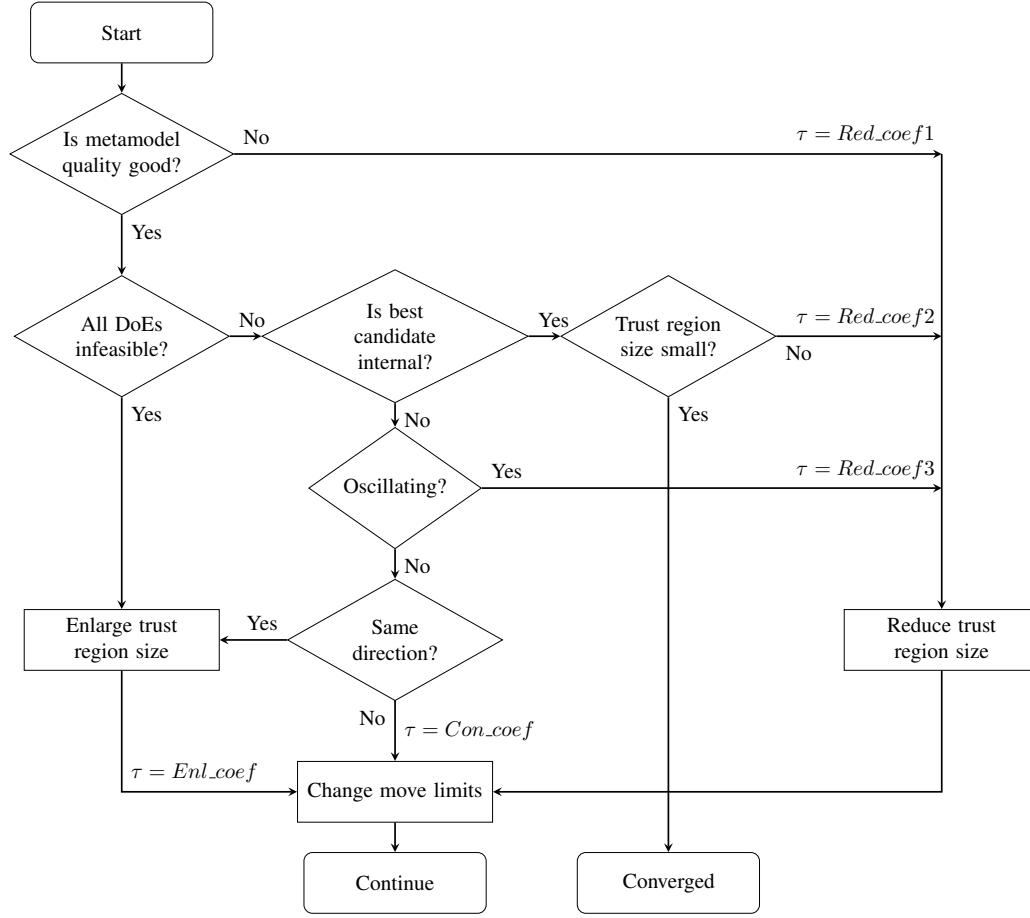 Start
Is metamodel
quality good?
No
τ = Red_coef1
Yes
All DoEs
infeasible?
No
Is best
candidate
internal?
Yes
Trust region
size small?
τ = Red_coef2
No
Yes
No
Yes
Oscillating?
Yes
τ = Red_coef3
No
Enlarge trust
region size
Yes
Same
direction?
Reduce trust
region size
No
τ = Con_coef
τ = Enl_coef
Change move limits
Continue
Converged